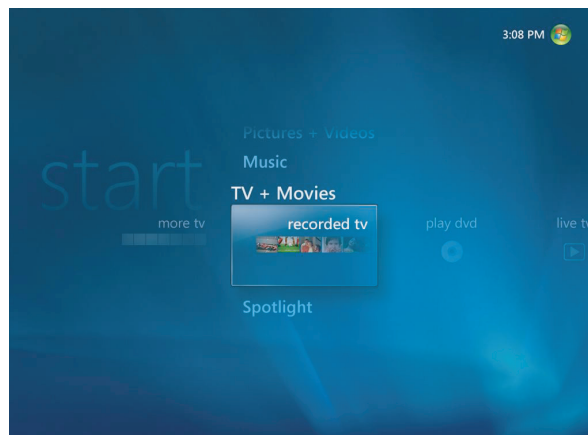 3:08 PM
Pictures + Videos
start
Music
TV + Movies
more tv
recorded tv
play dvd
live tv
Spotlight